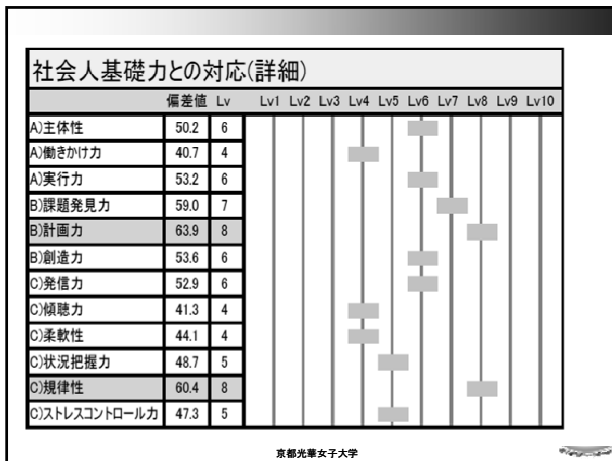 社会人基礎力との対応(詳細)
偏差値 Lv Lv1 Lv2 Lv3 Lv4 Lv5 Lv6 Lv7 Lv8 Lv9 Lv10
A)主体性 50.2 6
A)働きかけ力 40.7 4
A)実行力 53.2 6
B)課題発見力 59.0 7
B)計画力 63.9 8
B)創造力 53.6 6
C)発信力 52.9 6
C)傾聴力 41.3 4
C)柔軟性 44.1 4
C)状況把握力 48.7 5
C)規律性 60.4 8
C)ストレスコントロール力 47.3 5
京都光華女子大学